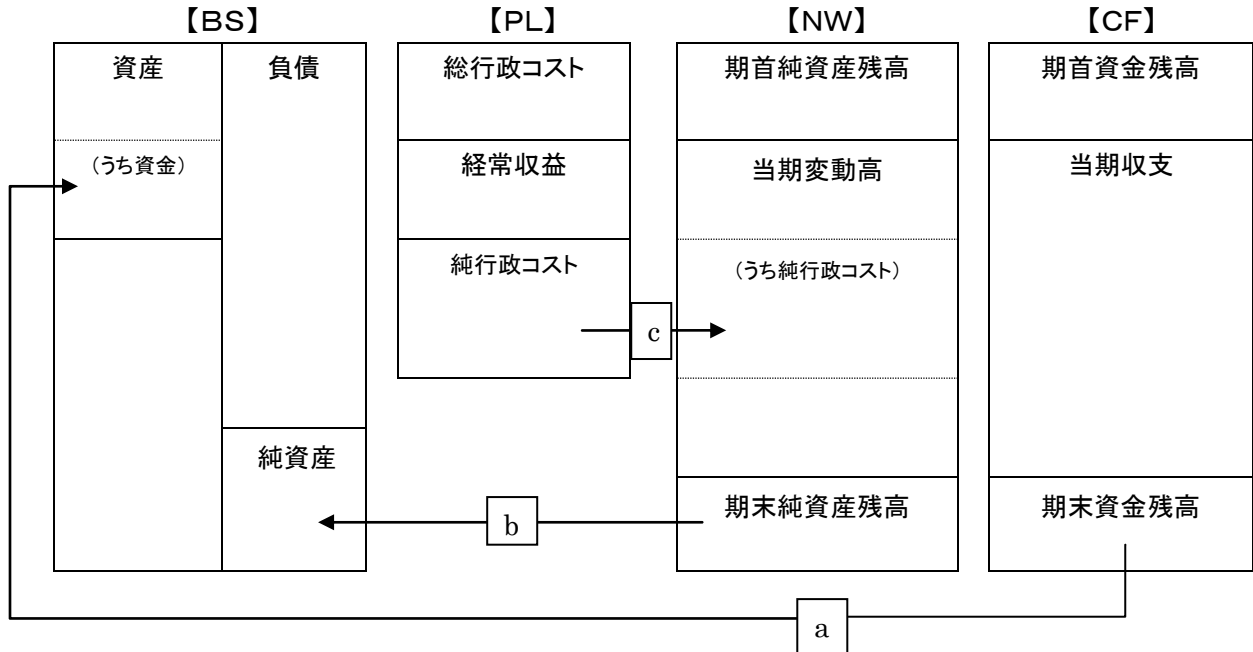 【BS】 【PL】 【NW】 【CF】
資産 負債 総行政コスト 期首純資産残高 期首資金残高
（うち資金） 経常収益 当期変動高 当期収支
純行政コスト （うち純行政コスト）
c
純資産
b 期末純資産残高 期末資金残高
a